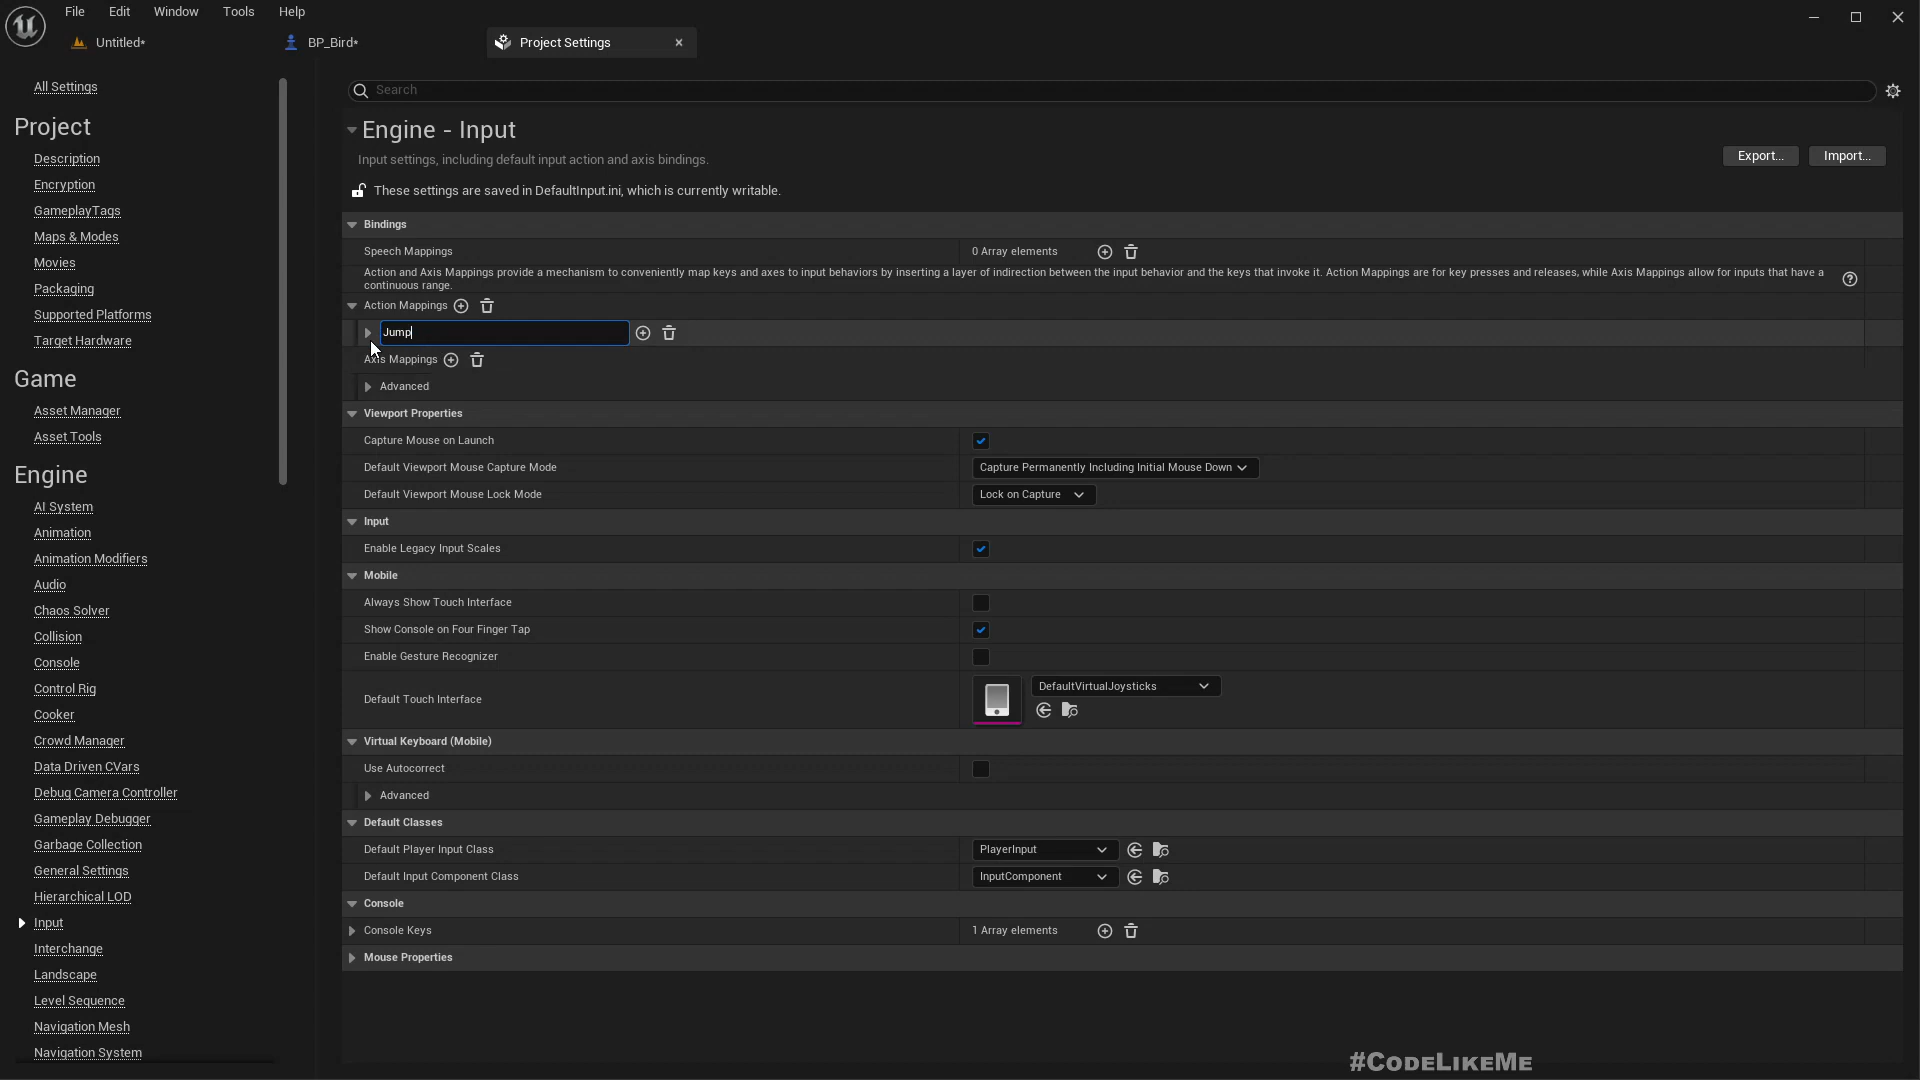 File Edit Window Tools Help
Untitled* BP_Bird* Project Settings
All Settings
Project
Description
Encryption
GameplayTags
Maps & Modes
Movies
Packaging
Supported Platforms
Target Hardware
Game
Asset Manager
Asset Tools
Engine
AI System
Animation
Animation Modifiers
Audio
Chaos Solver
Collision
Console
Control Rig
Cooker
Crowd Manager
Data Driven CVars
Debug Camera Controller
Gameplay Debugger
Garbage Collection
General Settings
Hierarchical LOD
Input
Interchange
Landscape
Level Sequence
Navigation Mesh
Navigation System
Search
Engine - Input
Input settings, including default input action and axis bindings.
Export... Import...
These settings are saved in DefaultInput.ini, which is currently writable.
Bindings
Speech Mappings 0 Array elements
Action and Axis Mappings provide a mechanism to conveniently map keys and axes to input behaviors by inserting a layer of indirection between the input behavior and the keys that invoke it. Action Mappings are for key presses and releases, while Axis Mappings allow for inputs that have a
continuous range.
Action Mappings
Jump
Axis Mappings
Advanced
Viewport Properties
Capture Mouse on Launch
Default Viewport Mouse Capture Mode Capture Permanently Including Initial Mouse Down
Default Viewport Mouse Lock Mode Lock on Capture
Input
Enable Legacy Input Scales
Mobile
Always Show Touch Interface
Show Console on Four Finger Tap
Enable Gesture Recognizer
Default Touch Interface DefaultVirtualJoysticks
Virtual Keyboard (Mobile)
Use Autocorrect
Advanced
Default Classes
Default Player Input Class PlayerInput
Default Input Component Class InputComponent
Console
Console Keys 1 Array elements
Mouse Properties
#CodeLikeMe